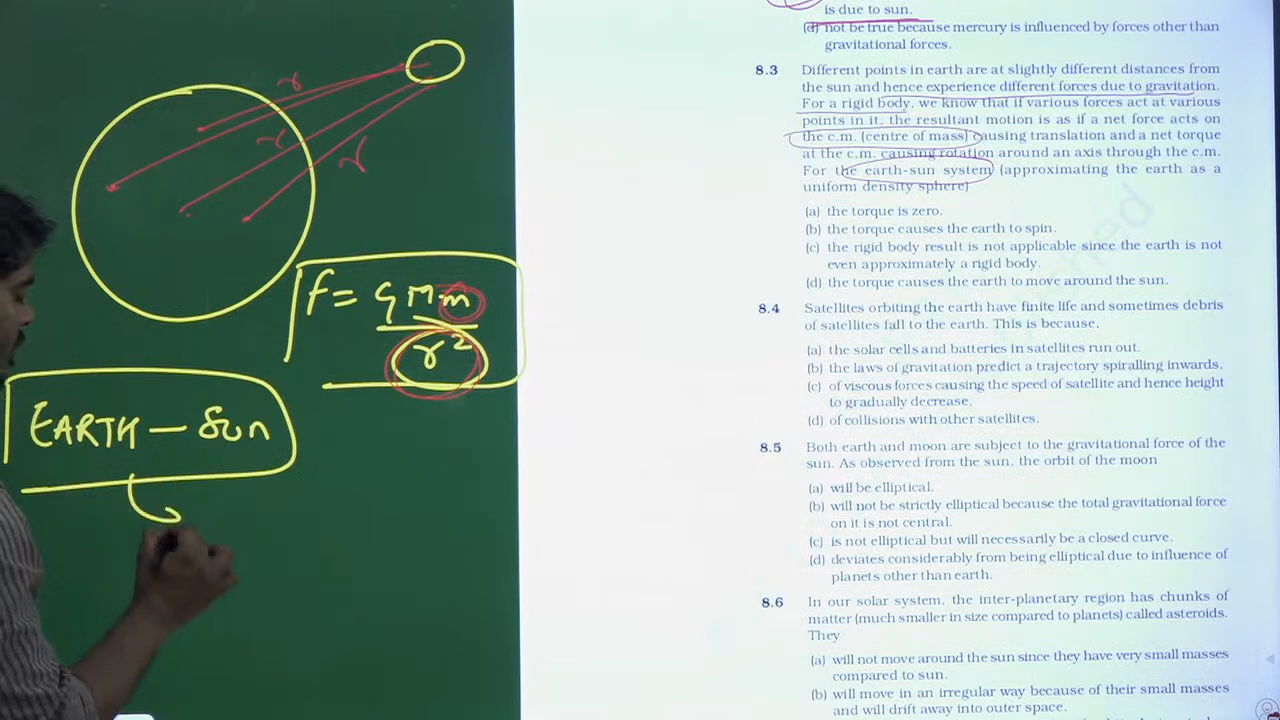 r
r
r
F = GMm
r²
EARTH — Sun
is due to sun.
(d) not be true because mercury is influenced by forces other than
gravitational forces.
8.3 Different points in earth are at slightly different distances from
the sun and hence experience different forces due to gravitation.
For a rigid body, we know that if various forces act at various
points in it, the resultant motion is as if a net force acts on
the c.m. (centre of mass) causing translation and a net torque
at the c.m. causing rotation around an axis through the c.m.
For the earth-sun system (approximating the earth as a
uniform density sphere)
(a) the torque is zero.
(b) the torque causes the earth to spin.
(c) the rigid body result is not applicable since the earth is not
even approximately a rigid body.
(d) the torque causes the earth to move around the sun.
8.4 Satellites orbiting the earth have finite life and sometimes debris
of satellites fall to the earth. This is because,
(a) the solar cells and batteries in satellites run out.
(b) the laws of gravitation predict a trajectory spiralling inwards.
(c) of viscous forces causing the speed of satellite and hence height
to gradually decrease.
(d) of collisions with other satellites.
8.5 Both earth and moon are subject to the gravitational force of the
sun. As observed from the sun, the orbit of the moon
(a) will be elliptical.
(b) will not be strictly elliptical because the total gravitational force
on it is not central.
(c) is not elliptical but will necessarily be a closed curve.
(d) deviates considerably from being elliptical due to influence of
planets other than earth.
8.6 In our solar system, the inter-planetary region has chunks of
matter (much smaller in size compared to planets) called asteroids.
They
(a) will not move around the sun since they have very small masses
compared to sun.
(b) will move in an irregular way because of their small masses
and will drift away into outer space.